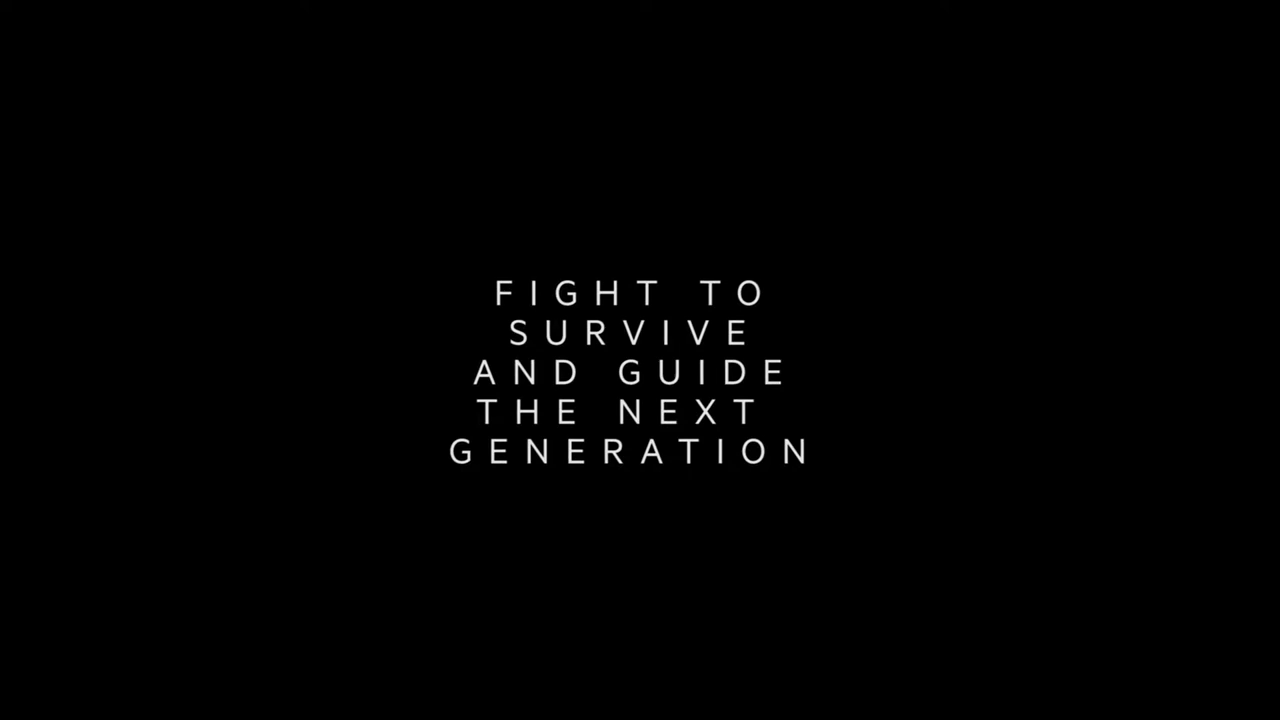 FIGHT TO
SURVIVE
AND GUIDE
THE NEXT
GENERATION